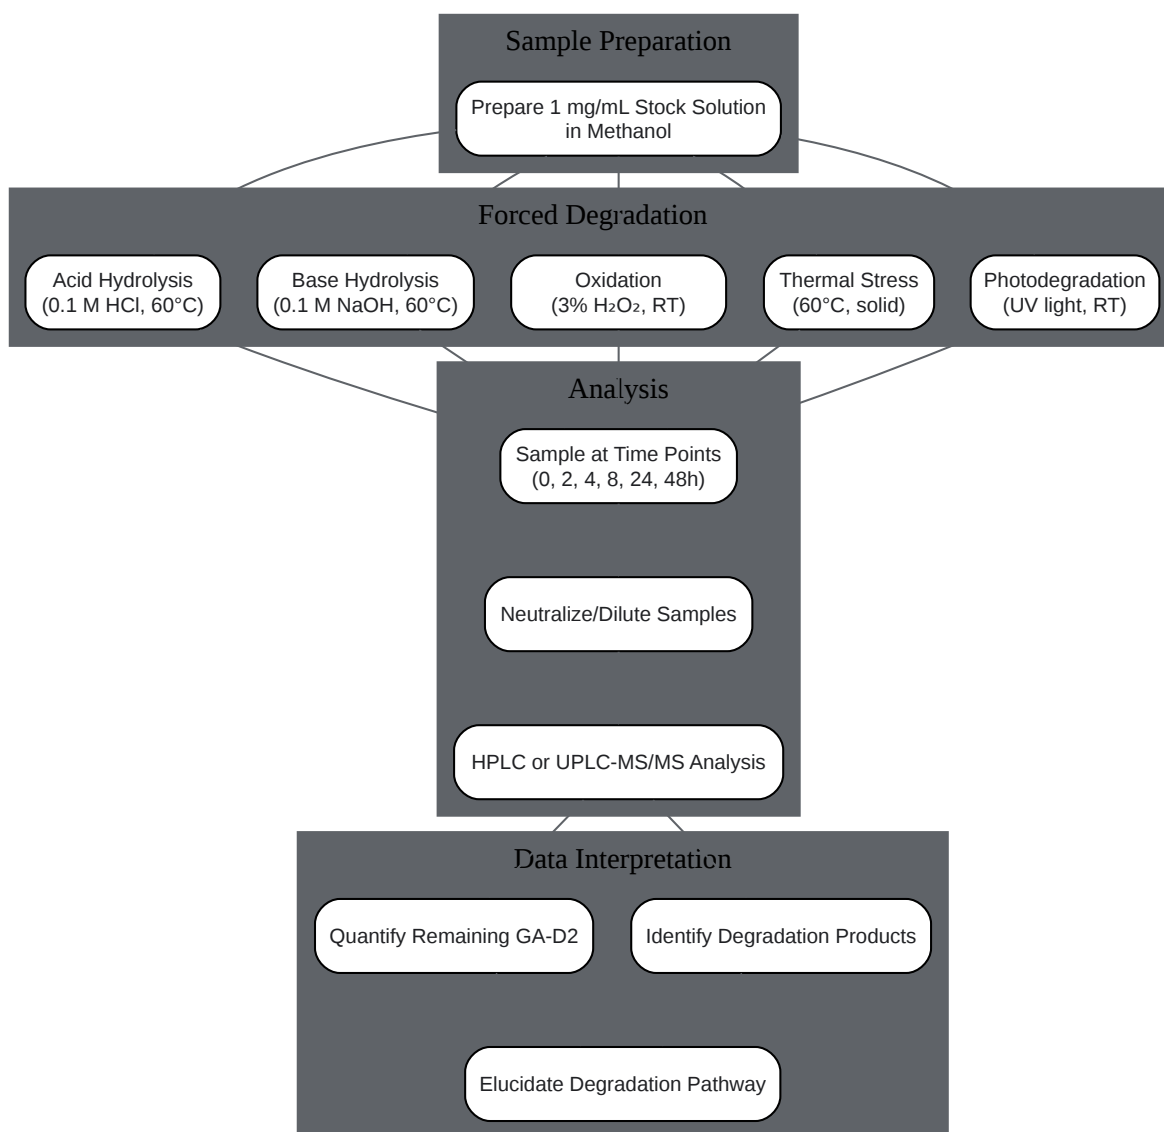 Sample Preparation
Prepare 1 mg/mL Stock Solution
in Methanol
Forced Degradation
Acid Hydrolysis
(0.1 M HCl, 60°C)
Base Hydrolysis
(0.1 M NaOH, 60°C)
Oxidation
(3% H₂O₂, RT)
Thermal Stress
(60°C, solid)
Photodegradation
(UV light, RT)
Analysis
Sample at Time Points
(0, 2, 4, 8, 24, 48h)
Neutralize/Dilute Samples
HPLC or UPLC-MS/MS Analysis
Data Interpretation
Quantify Remaining GA-D2
Identify Degradation Products
Elucidate Degradation Pathway